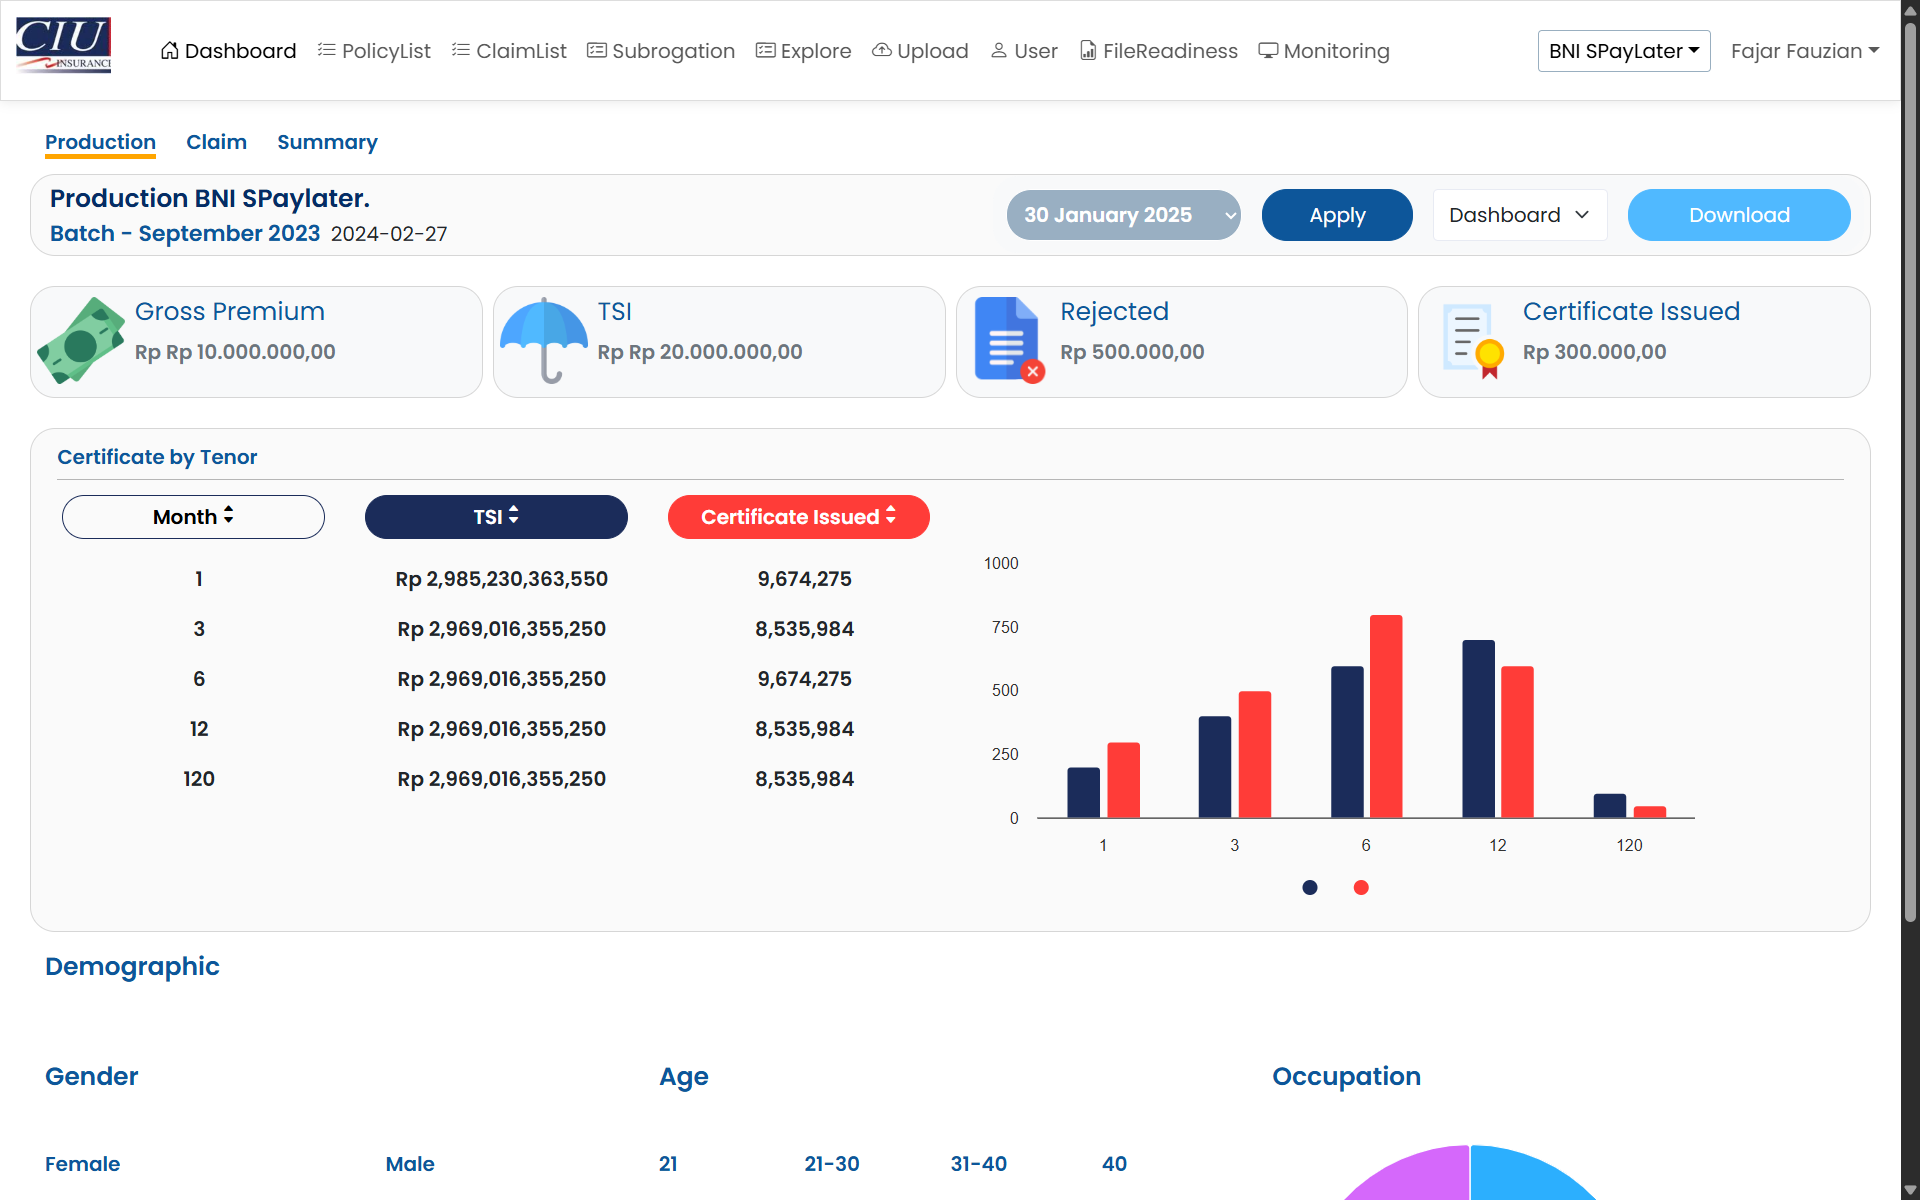 CIU
INSURANCE
Dashboard PolicyList ClaimList Subrogation Explore Upload User FileReadiness Monitoring
BNI SPayLater Fajar Fauzian
Production Claim Summary
Production BNI SPaylater.
Batch - September 2023 2024-02-27
30 January 2025 Apply Dashboard Download
Gross Premium
Rp Rp 10.000.000,00
TSI
Rp Rp 20.000.000,00
Rejected
Rp 500.000,00
Certificate Issued
Rp 300.000,00
Certificate by Tenor
Month TSI Certificate Issued
1 Rp 2,985,230,363,550 9,674,275
3 Rp 2,969,016,355,250 8,535,984
6 Rp 2,969,016,355,250 9,674,275
12 Rp 2,969,016,355,250 8,535,984
120 Rp 2,969,016,355,250 8,535,984
1000
750
500
250
0
1 3 6 12 120
Demographic
Gender Age Occupation
Female Male 21 21-30 31-40 40